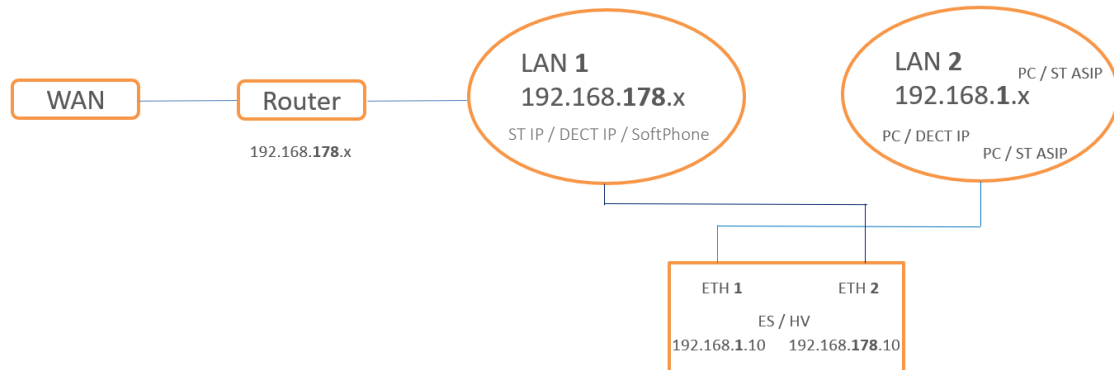 WAN
Router
192.168.178.x
LAN 1
192.168.178.x
ST IP / DECT IP / SoftPhone
LAN 2
PC / ST ASIP
192.168.1.x
PC / DECT IP
PC / ST ASIP
ETH 1 ETH 2
ES / HV
192.168.1.10 192.168.178.10